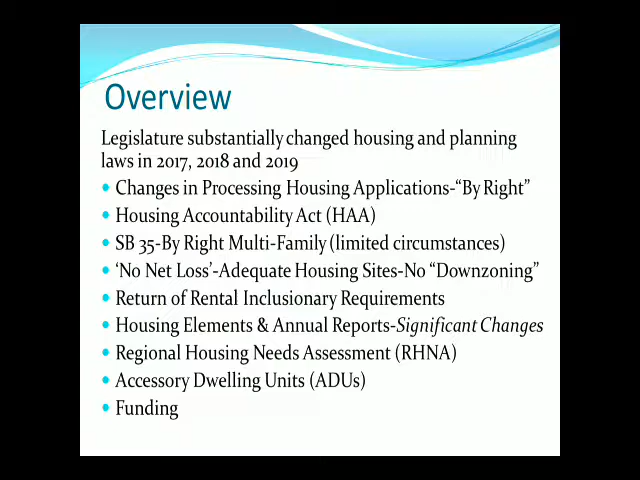 Overview
Legislature substantially changed housing and planning
laws in 2017, 2018 and 2019
• Changes in Processing Housing Applications-“By Right”
• Housing Accountability Act (HAA)
• SB 35-By Right Multi-Family (limited circumstances)
• ‘No Net Loss’-Adequate Housing Sites-No “Downzoning”
• Return of Rental Inclusionary Requirements
• Housing Elements & Annual Reports-Significant Changes
• Regional Housing Needs Assessment (RHNA)
• Accessory Dwelling Units (ADUs)
• Funding